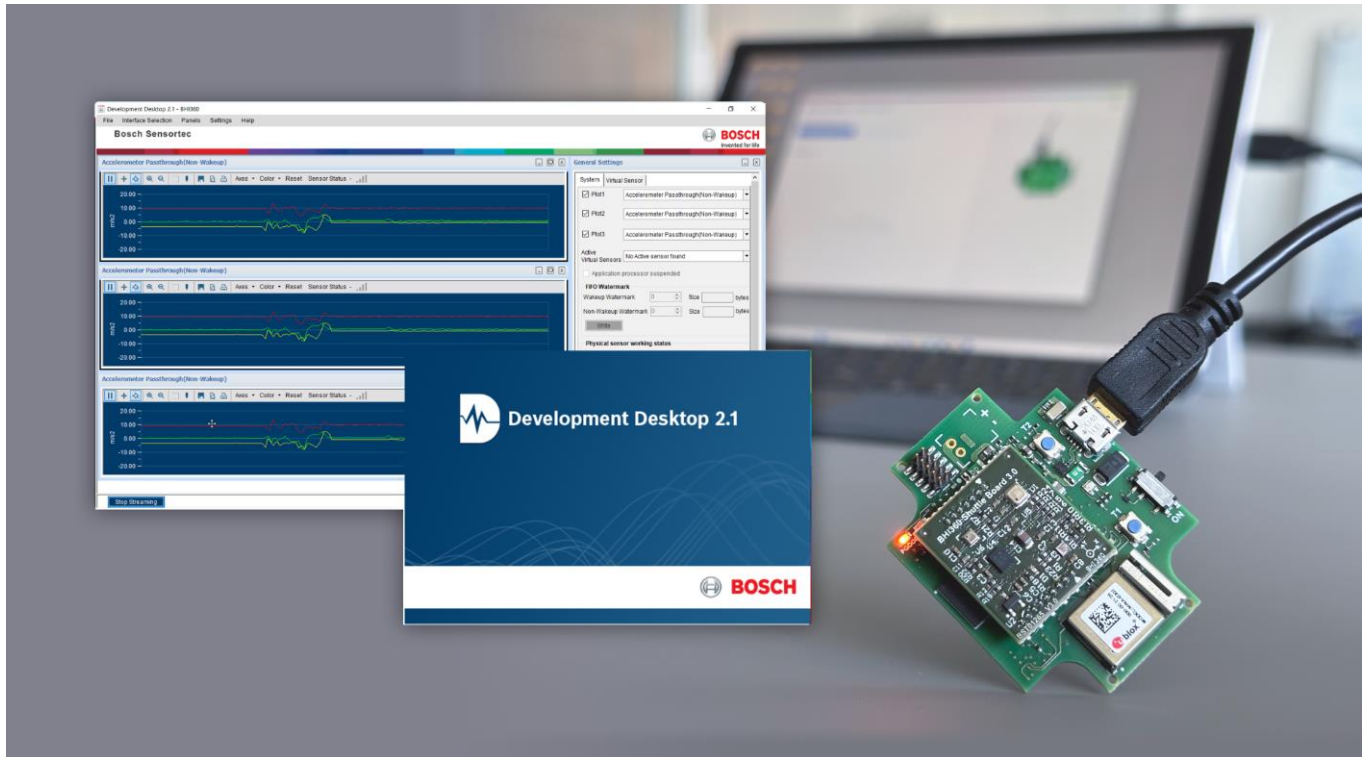 Development Desktop 2.1 - BHI360
File Interface Selection Panels Settings Help
Bosch Sensortec
BOSCH
Invented for life
Accelerometer Passthrough(Non-Wakeup)
Axes Color Reset Sensor Status -
20.00
10.00
0.00
-10.00
-20.00
m/s2
Accelerometer Passthrough(Non-Wakeup)
Axes Color Reset Sensor Status -
20.00
10.00
0.00
-10.00
-20.00
m/s2
Accelerometer Passthrough(Non-Wakeup)
Axes Color Reset Sensor Status -
20.00
10.00
0.00
-10.00
-20.00
m/s2
Stop Streaming
General Settings
System Virtual Sensor
Plot1 Accelerometer Passthrough(Non-Wakeup)
Plot2 Accelerometer Passthrough(Non-Wakeup)
Plot3 Accelerometer Passthrough(Non-Wakeup)
Active
Virtual Sensors No Active sensor found
Application processor suspended
FIFO Watermark
Wakeup Watermark 0 Size bytes
Non-Wakeup Watermark 0 Size bytes
Write
Physical sensor working states
Development Desktop 2.1
BOSCH
BHI360-Shuttle Board 3.0
T2
T1
ON
U2
blox